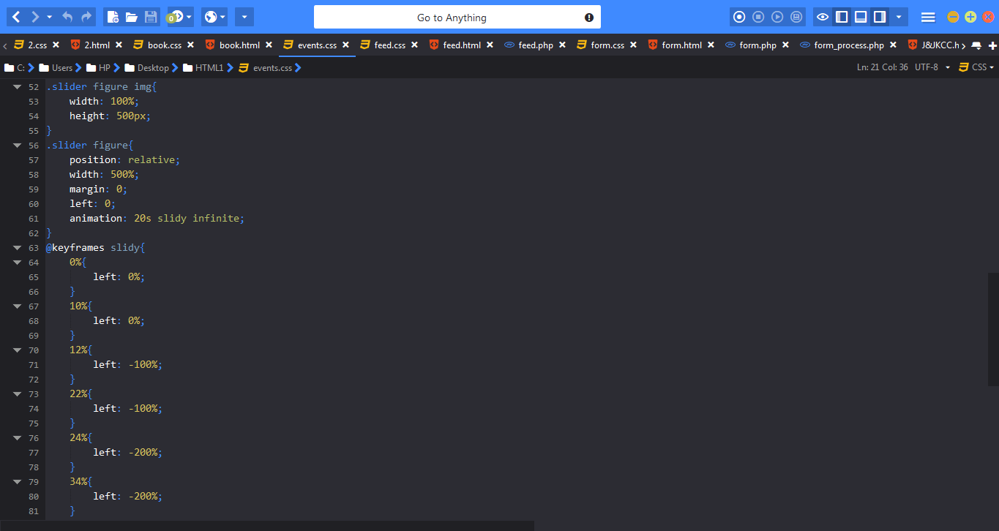 0
Go to Anything
2.css
2.html
book.css
book.html
events.css
feed.css
feed.html
feed.php
form.css
form.html
form.php
form_process.php
J&JKCC.h
C: Users HP Desktop HTML1 events.css
Ln: 21 Col: 36 UTF-8 CSS
52 .slider figure img{
53 width: 100%;
54 height: 500px;
55 }
56 .slider figure{
57 position: relative;
58 width: 500%;
59 margin: 0;
60 left: 0;
61 animation: 20s slidy infinite;
62 }
63 @keyframes slidy{
64 0%{
65 left: 0%;
66 }
67 10%{
68 left: 0%;
69 }
70 12%{
71 left: -100%;
72 }
73 22%{
74 left: -100%;
75 }
76 24%{
77 left: -200%;
78 }
79 34%{
80 left: -200%;
81 }